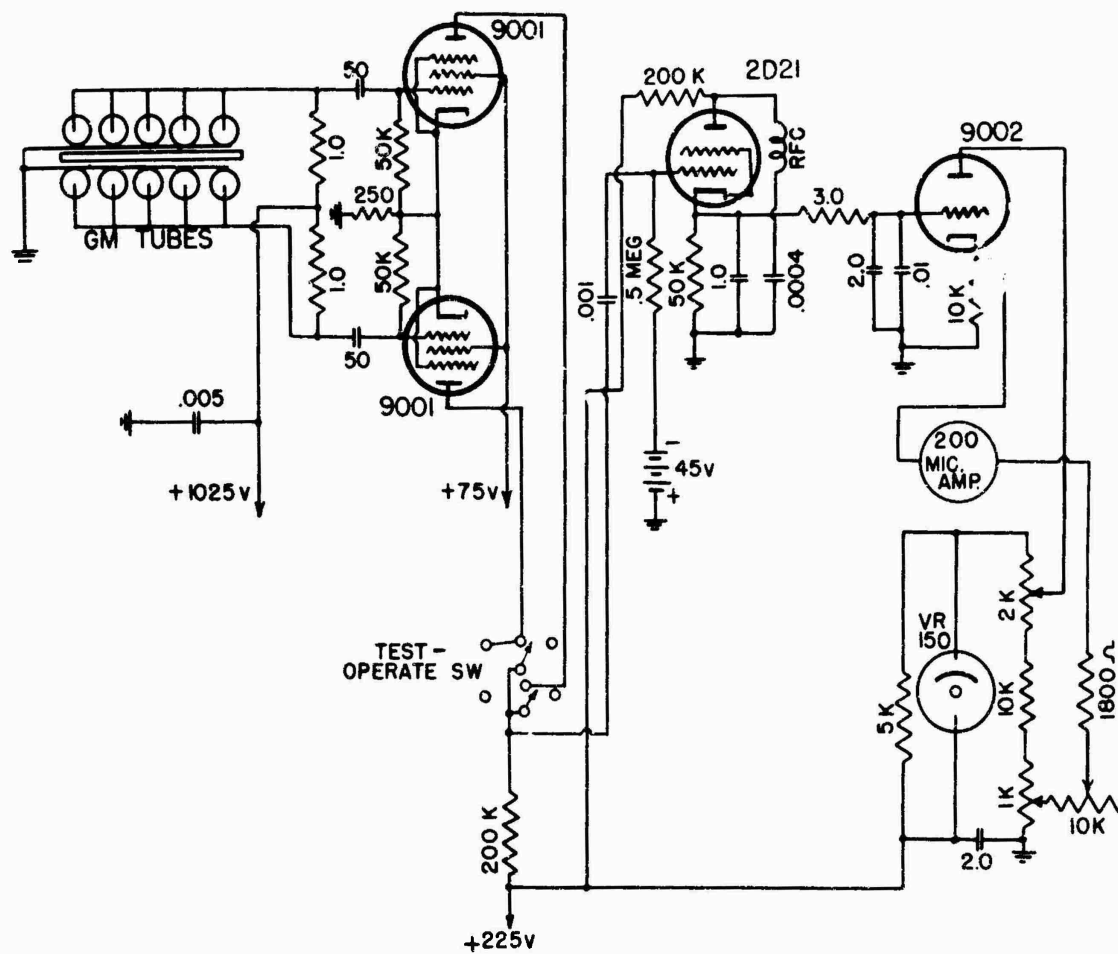 9001
50
1.0
50K
250
GM TUBES
1.0
50K
50
9001
.005
+1025V
+75V
TEST-
OPERATE SW
200K
+225V
200K
2D21
RFC
.001
.5 MEG
50K
1.0
.0004
45V
-
+
3.0
2.0
.01
9002
10K
200
MIC.
AMP.
VR
150
5K
2K
10K
1K
1800Ω
10K
2.0